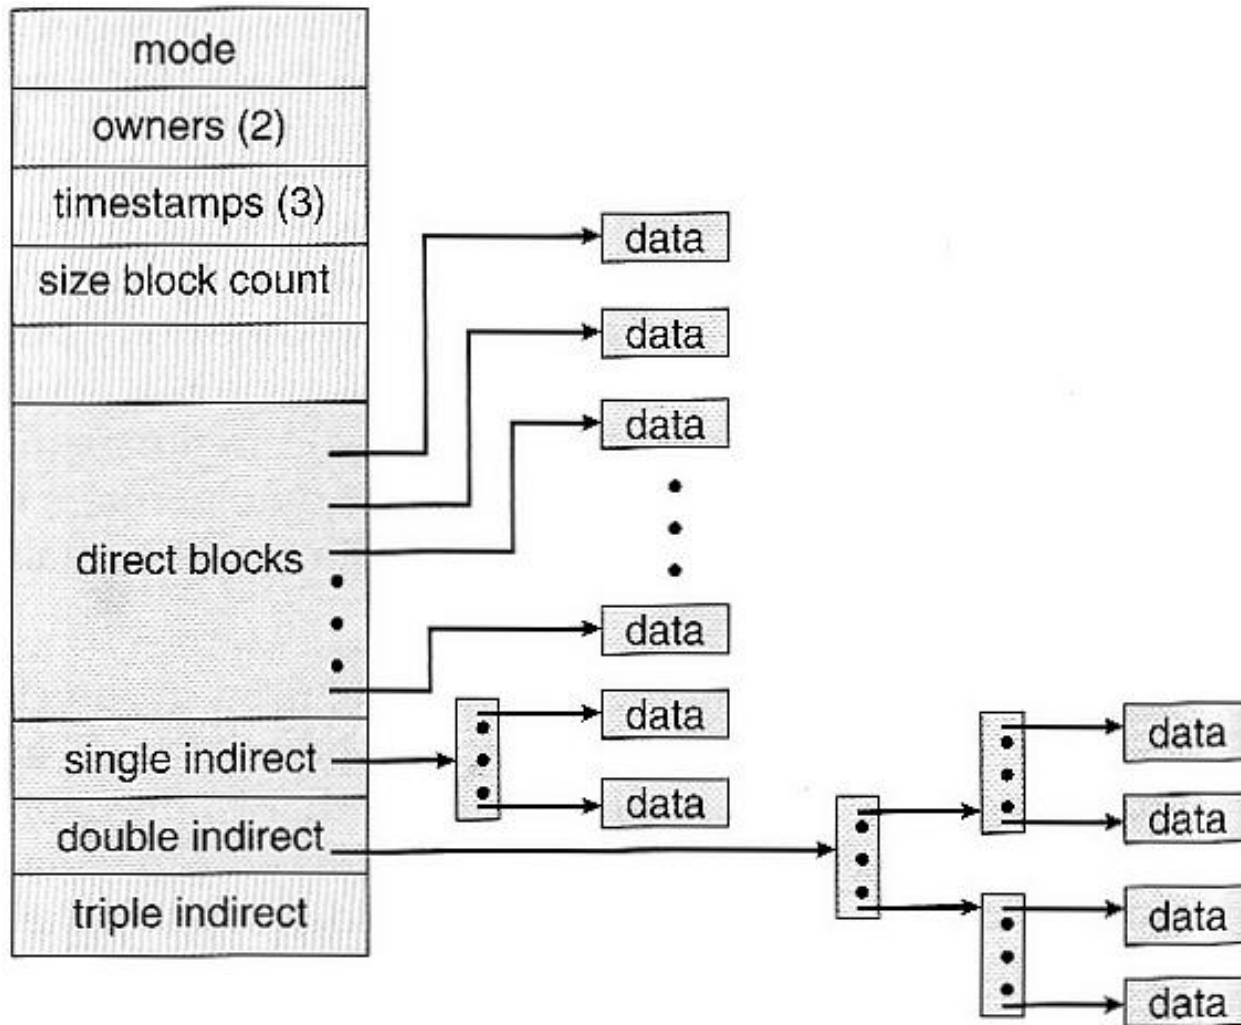 mode
owners (2)
timestamps (3)
size block count
direct blocks
single indirect
double indirect
triple indirect
data
data
data
data
data
data
data
data
data
data